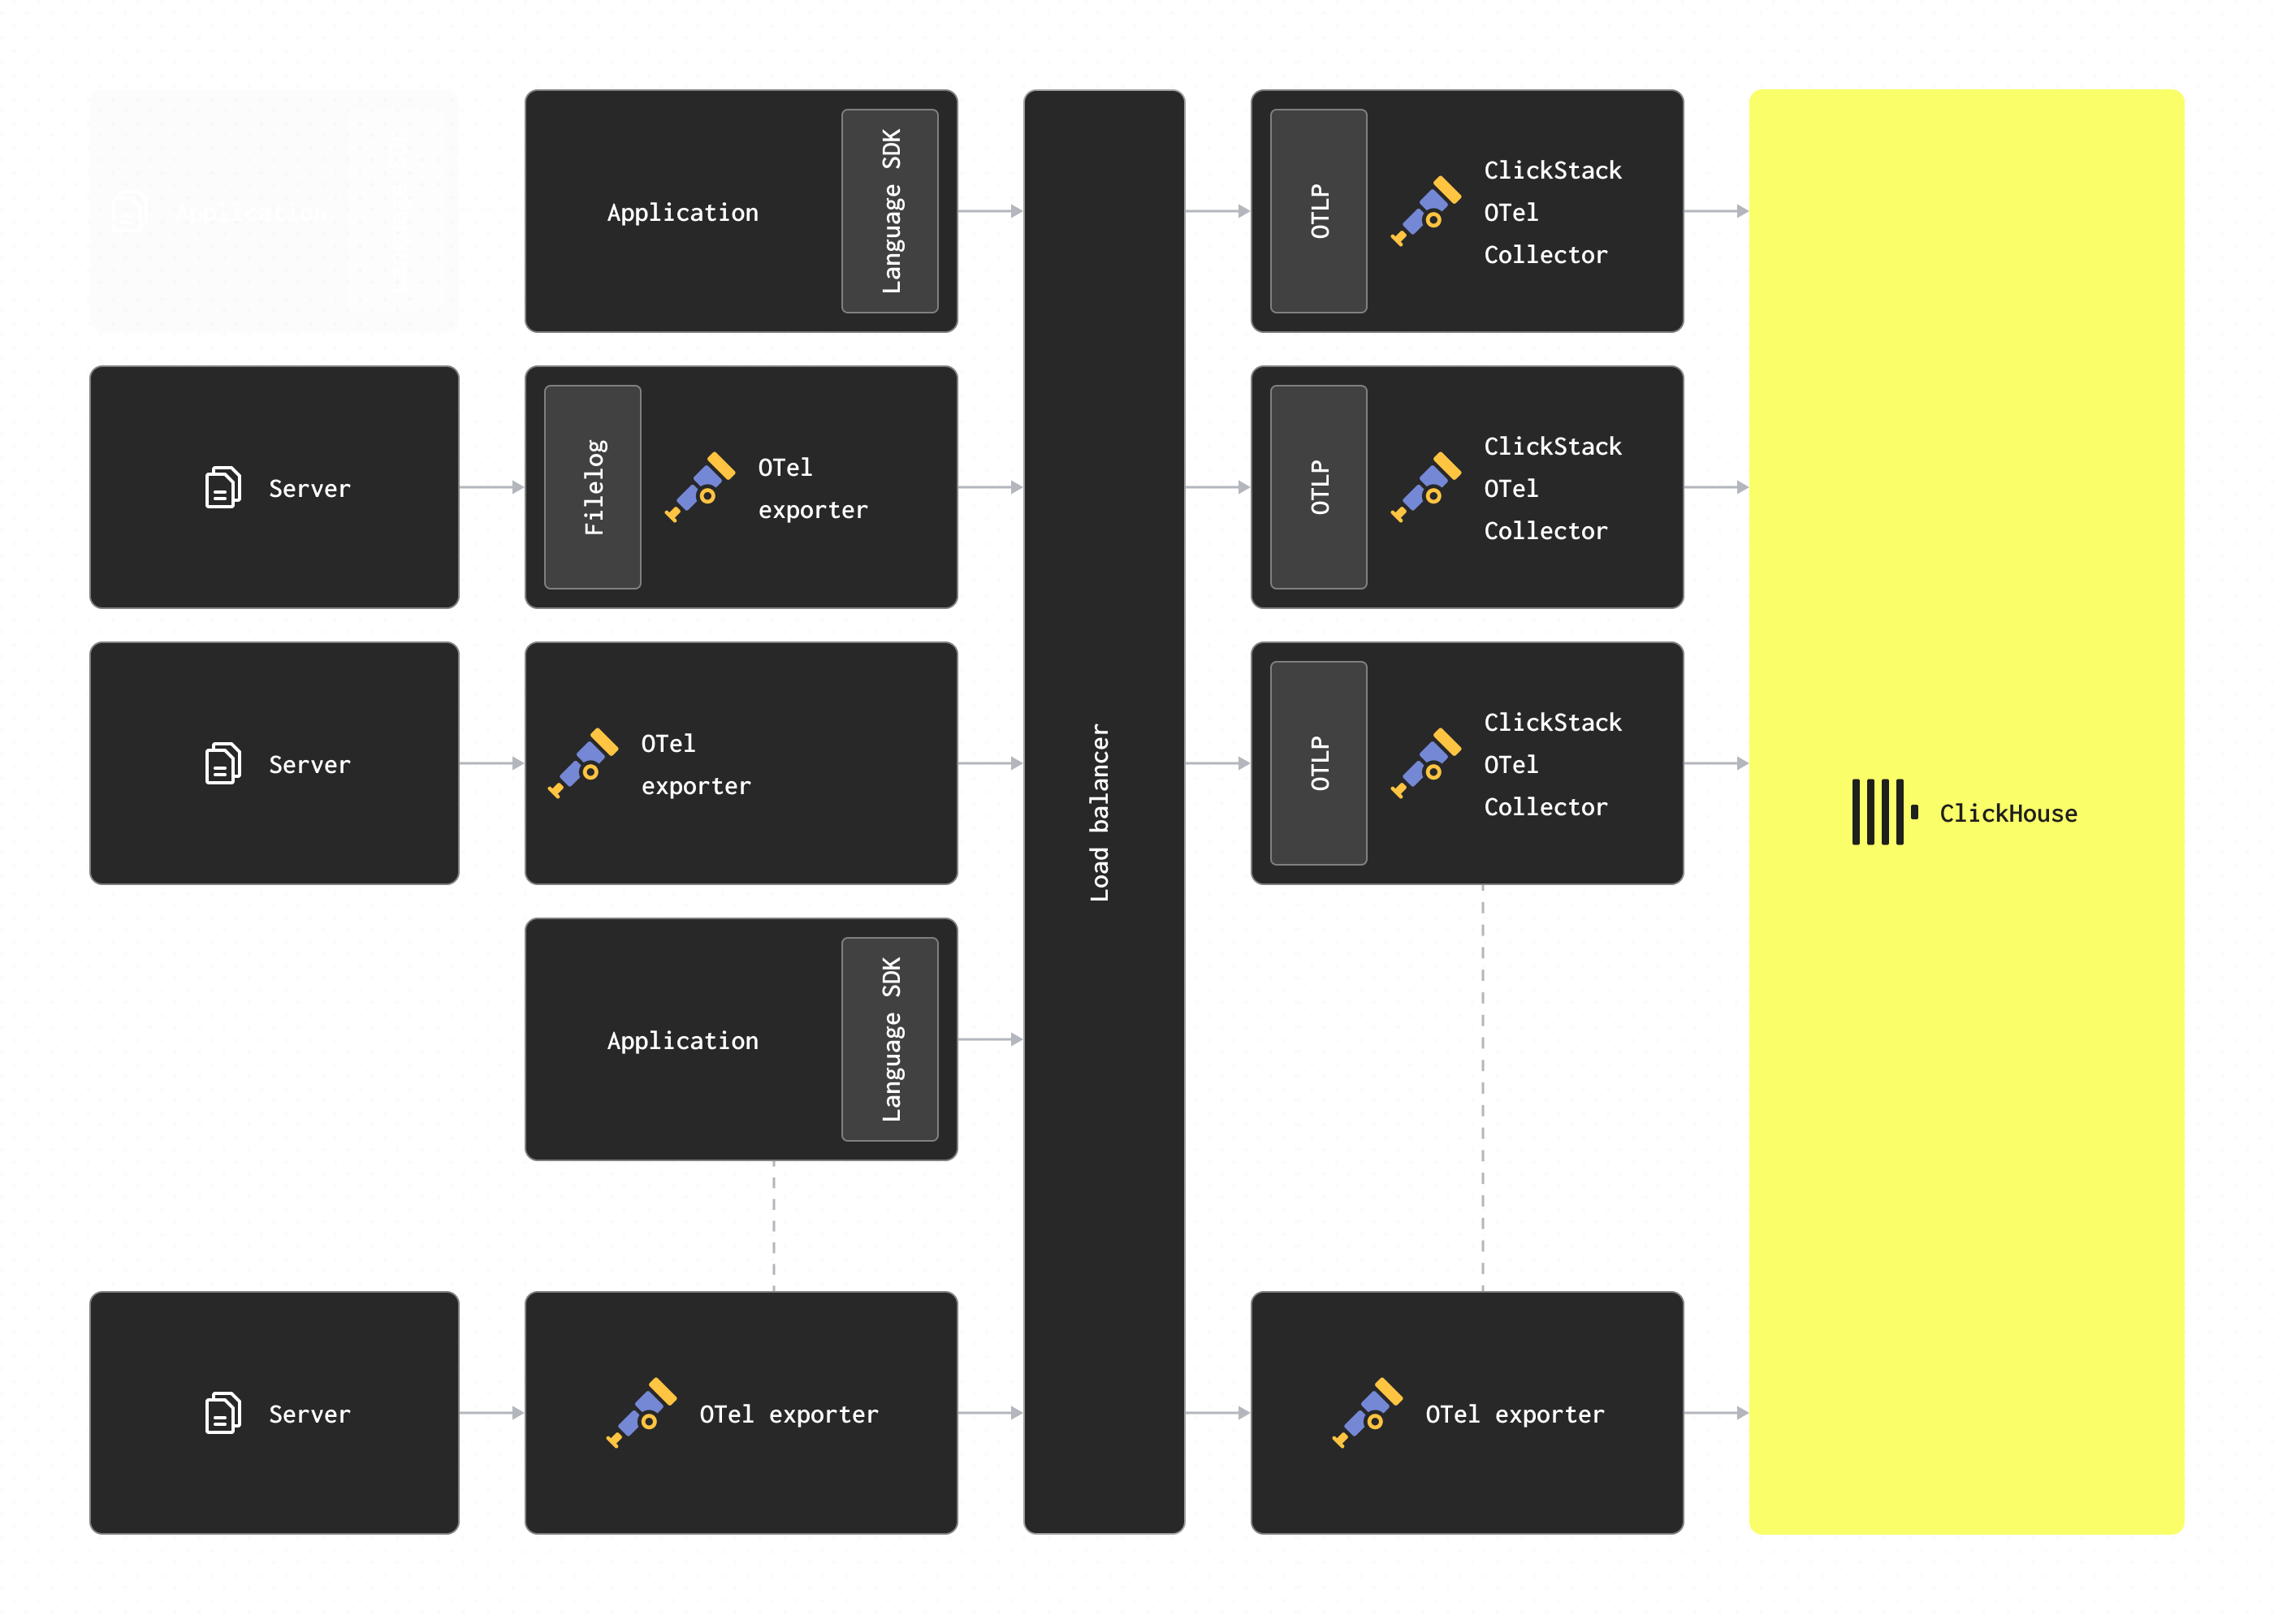 Application
Application
Language SDK
OTLP
ClickStack
OTel
Collector
Server
Filelog
OTel
exporter
OTLP
ClickStack
OTel
Collector
Server
OTel
exporter
Load balancer
OTLP
ClickStack
OTel
Collector
ClickHouse
Application
Language SDK
Server
OTel exporter
OTel exporter